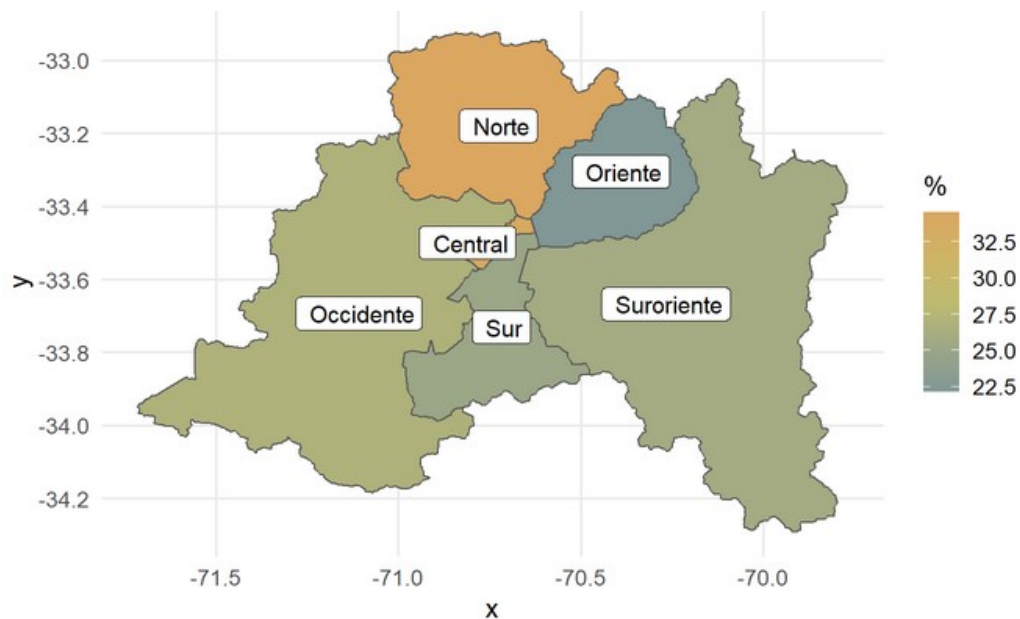 -33.0
-33.2
-33.4
-33.6
-33.8
-34.0
-34.2
y
Norte
Oriente
Central
Occidente
Suroriente
Sur
%
32.5
30.0
27.5
25.0
22.5
-71.5
-71.0
-70.5
-70.0
x